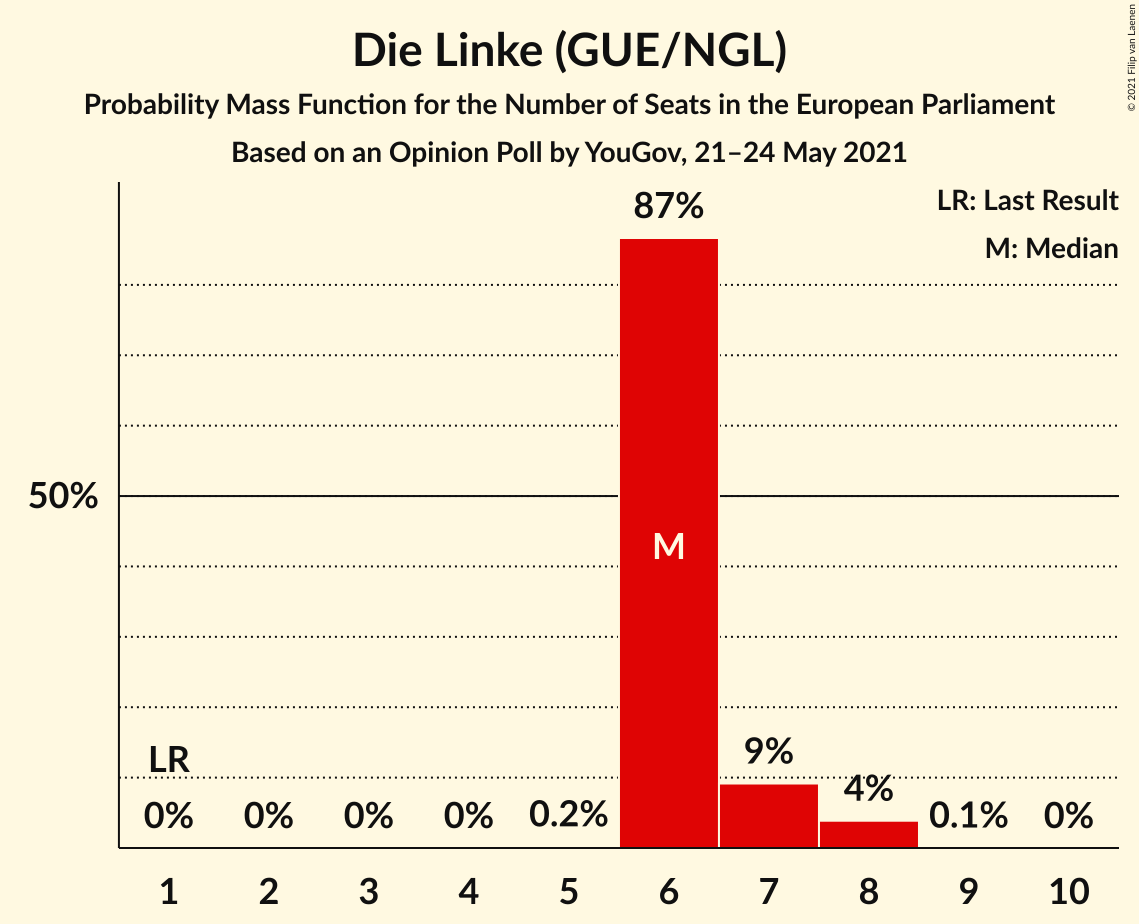 Die Linke (GUE/NGL)
Probability Mass Function for the Number of Seats in the European Parliament
Based on an Opinion Poll by YouGov, 21–24 May 2021
© 2021 Filip van Laenen
LR: Last Result
M: Median
87%
50%
M
LR
9%
4%
0% 0% 0% 0% 0.2% 0.1% 0%
1 2 3 4 5 6 7 8 9 10